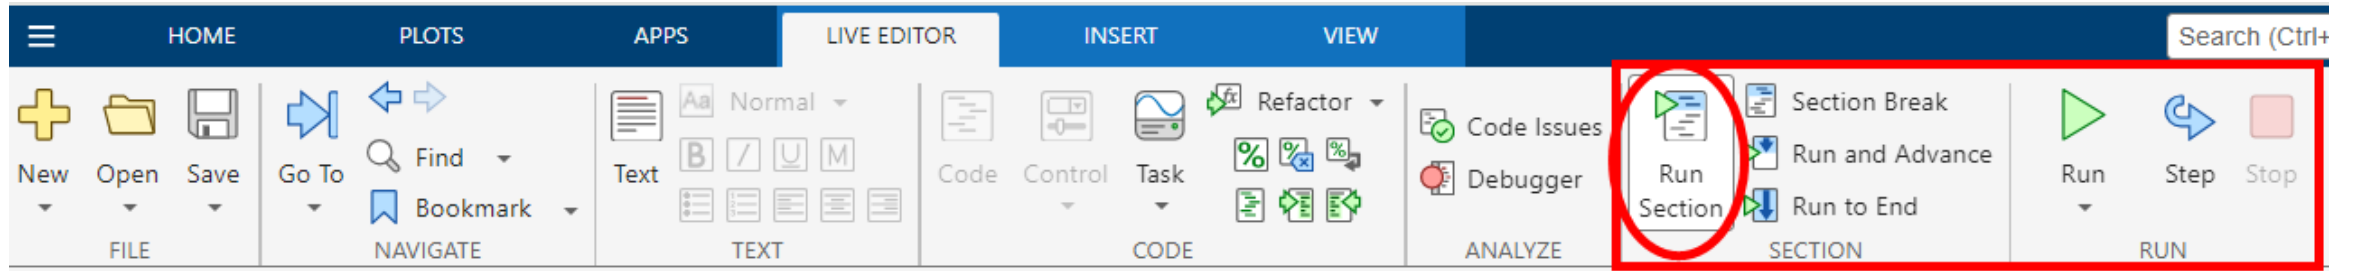 HOME PLOTS APPS LIVE EDITOR INSERT VIEW Search (Ctrl+
New Open Save
FILE
Go To
Find
Bookmark
NAVIGATE
Text
Aa Normal
B I U M
TEXT
Code Control Task
Refactor
CODE
Code Issues
Debugger
ANALYZE
Run
Section
Section Break
Run and Advance
Run to End
SECTION
Run Step Stop
RUN